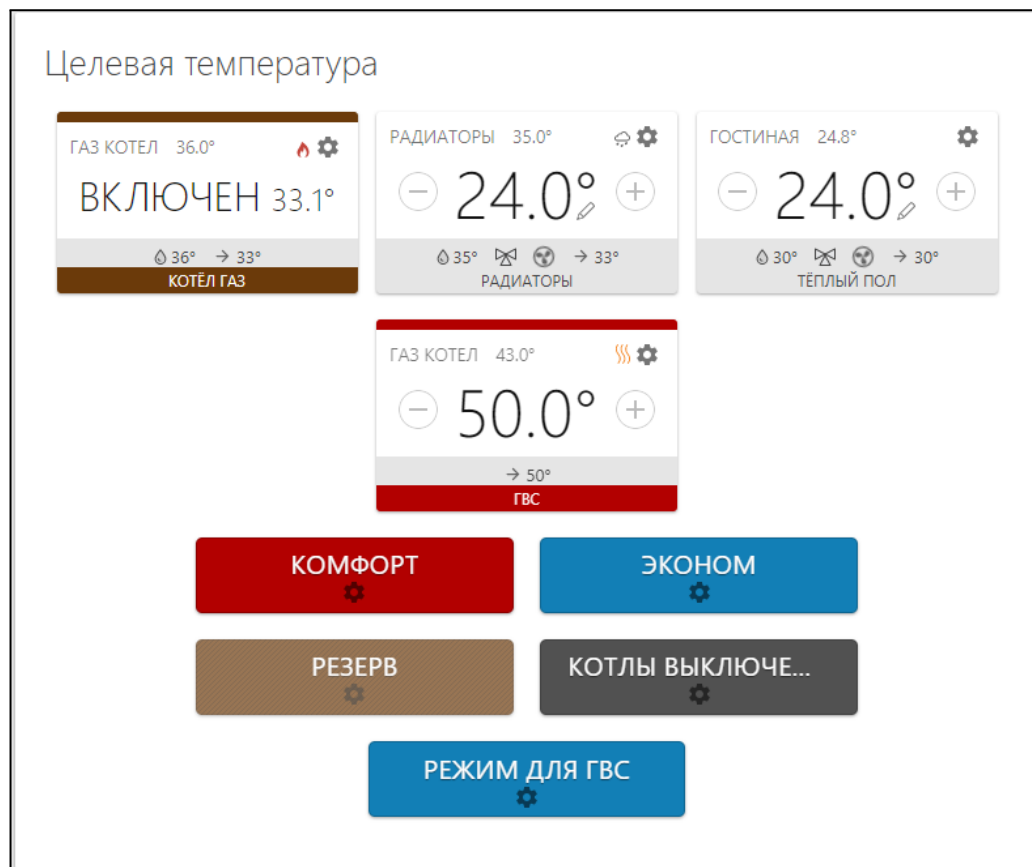 Целевая температура
ГАЗ КОТЕЛ 36.0°
ВКЛЮЧЕН 33.1°
36° → 33°
КОТЁЛ ГАЗ
РАДИАТОРЫ 35.0°
24.0°
35° → 33°
РАДИАТОРЫ
ГОСТИНАЯ 24.8°
24.0°
30° → 30°
ТЁПЛЫЙ ПОЛ
ГАЗ КОТЕЛ 43.0°
50.0°
→ 50°
ГВС
КОМФОРТ
ЭКОНОМ
РЕЗЕРВ
КОТЛЫ ВЫКЛЮЧЕ...
РЕЖИМ ДЛЯ ГВС